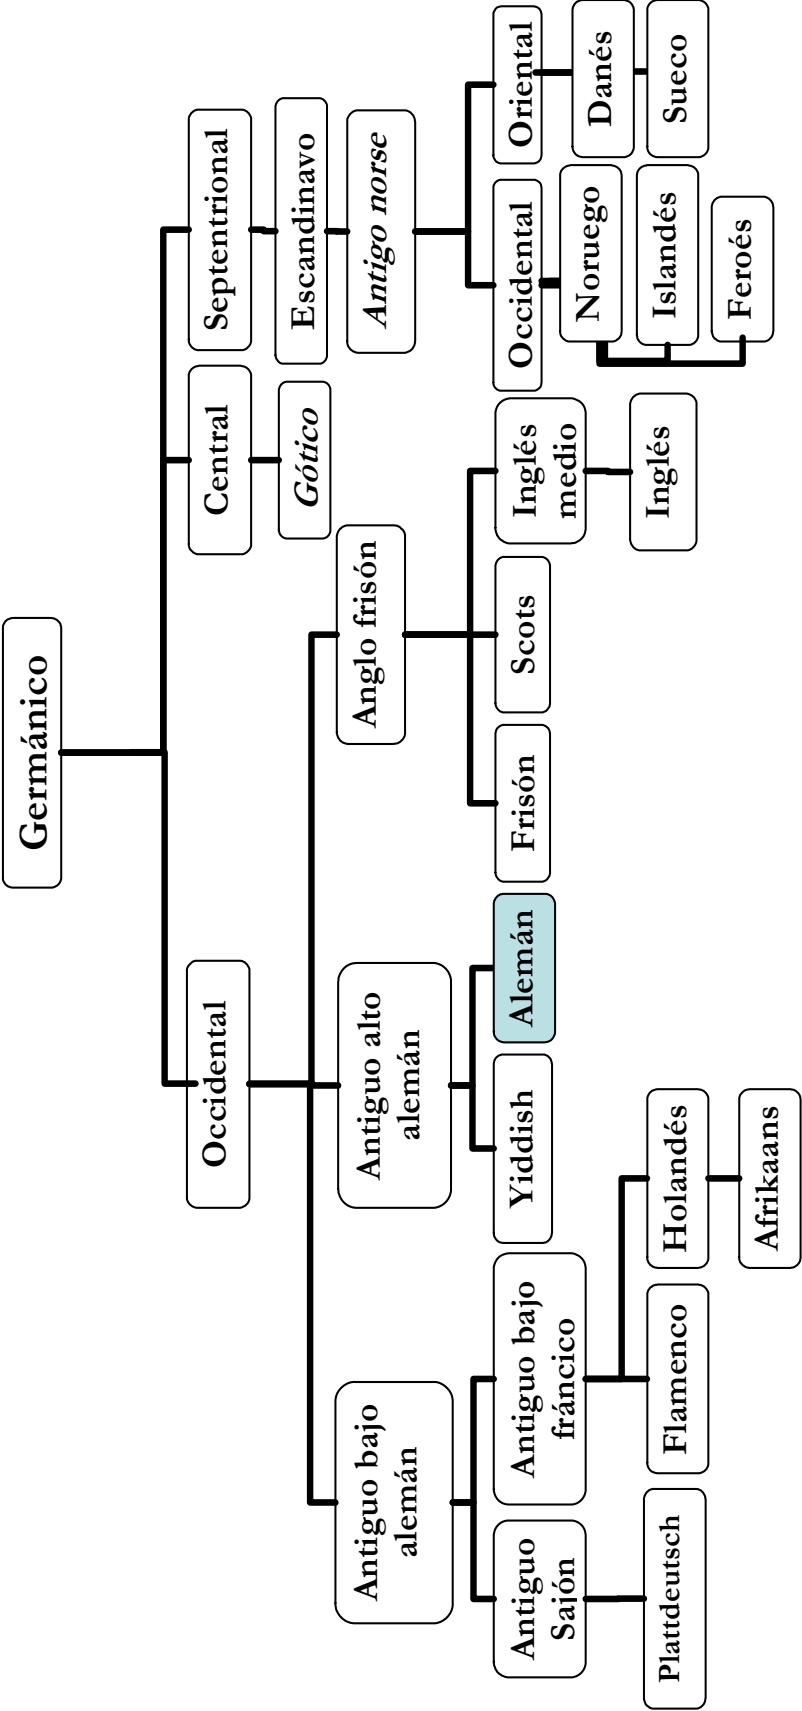 Germánico
Occidental
Central
Septentrional
Gótico
Escandinavo
Antigo norse
Antiguo bajo
alemán
Antiguo alto
alemán
Anglo frisón
Antiguo
Sajón
Antiguo bajo
fráncico
Yiddish
Alemán
Frisón
Scots
Inglés
medio
Occidental
Oriental
Plattdeutsch
Flamenco
Holandés
Inglés
Noruego
Danés
Islandés
Sueco
Afrikaans
Feroés